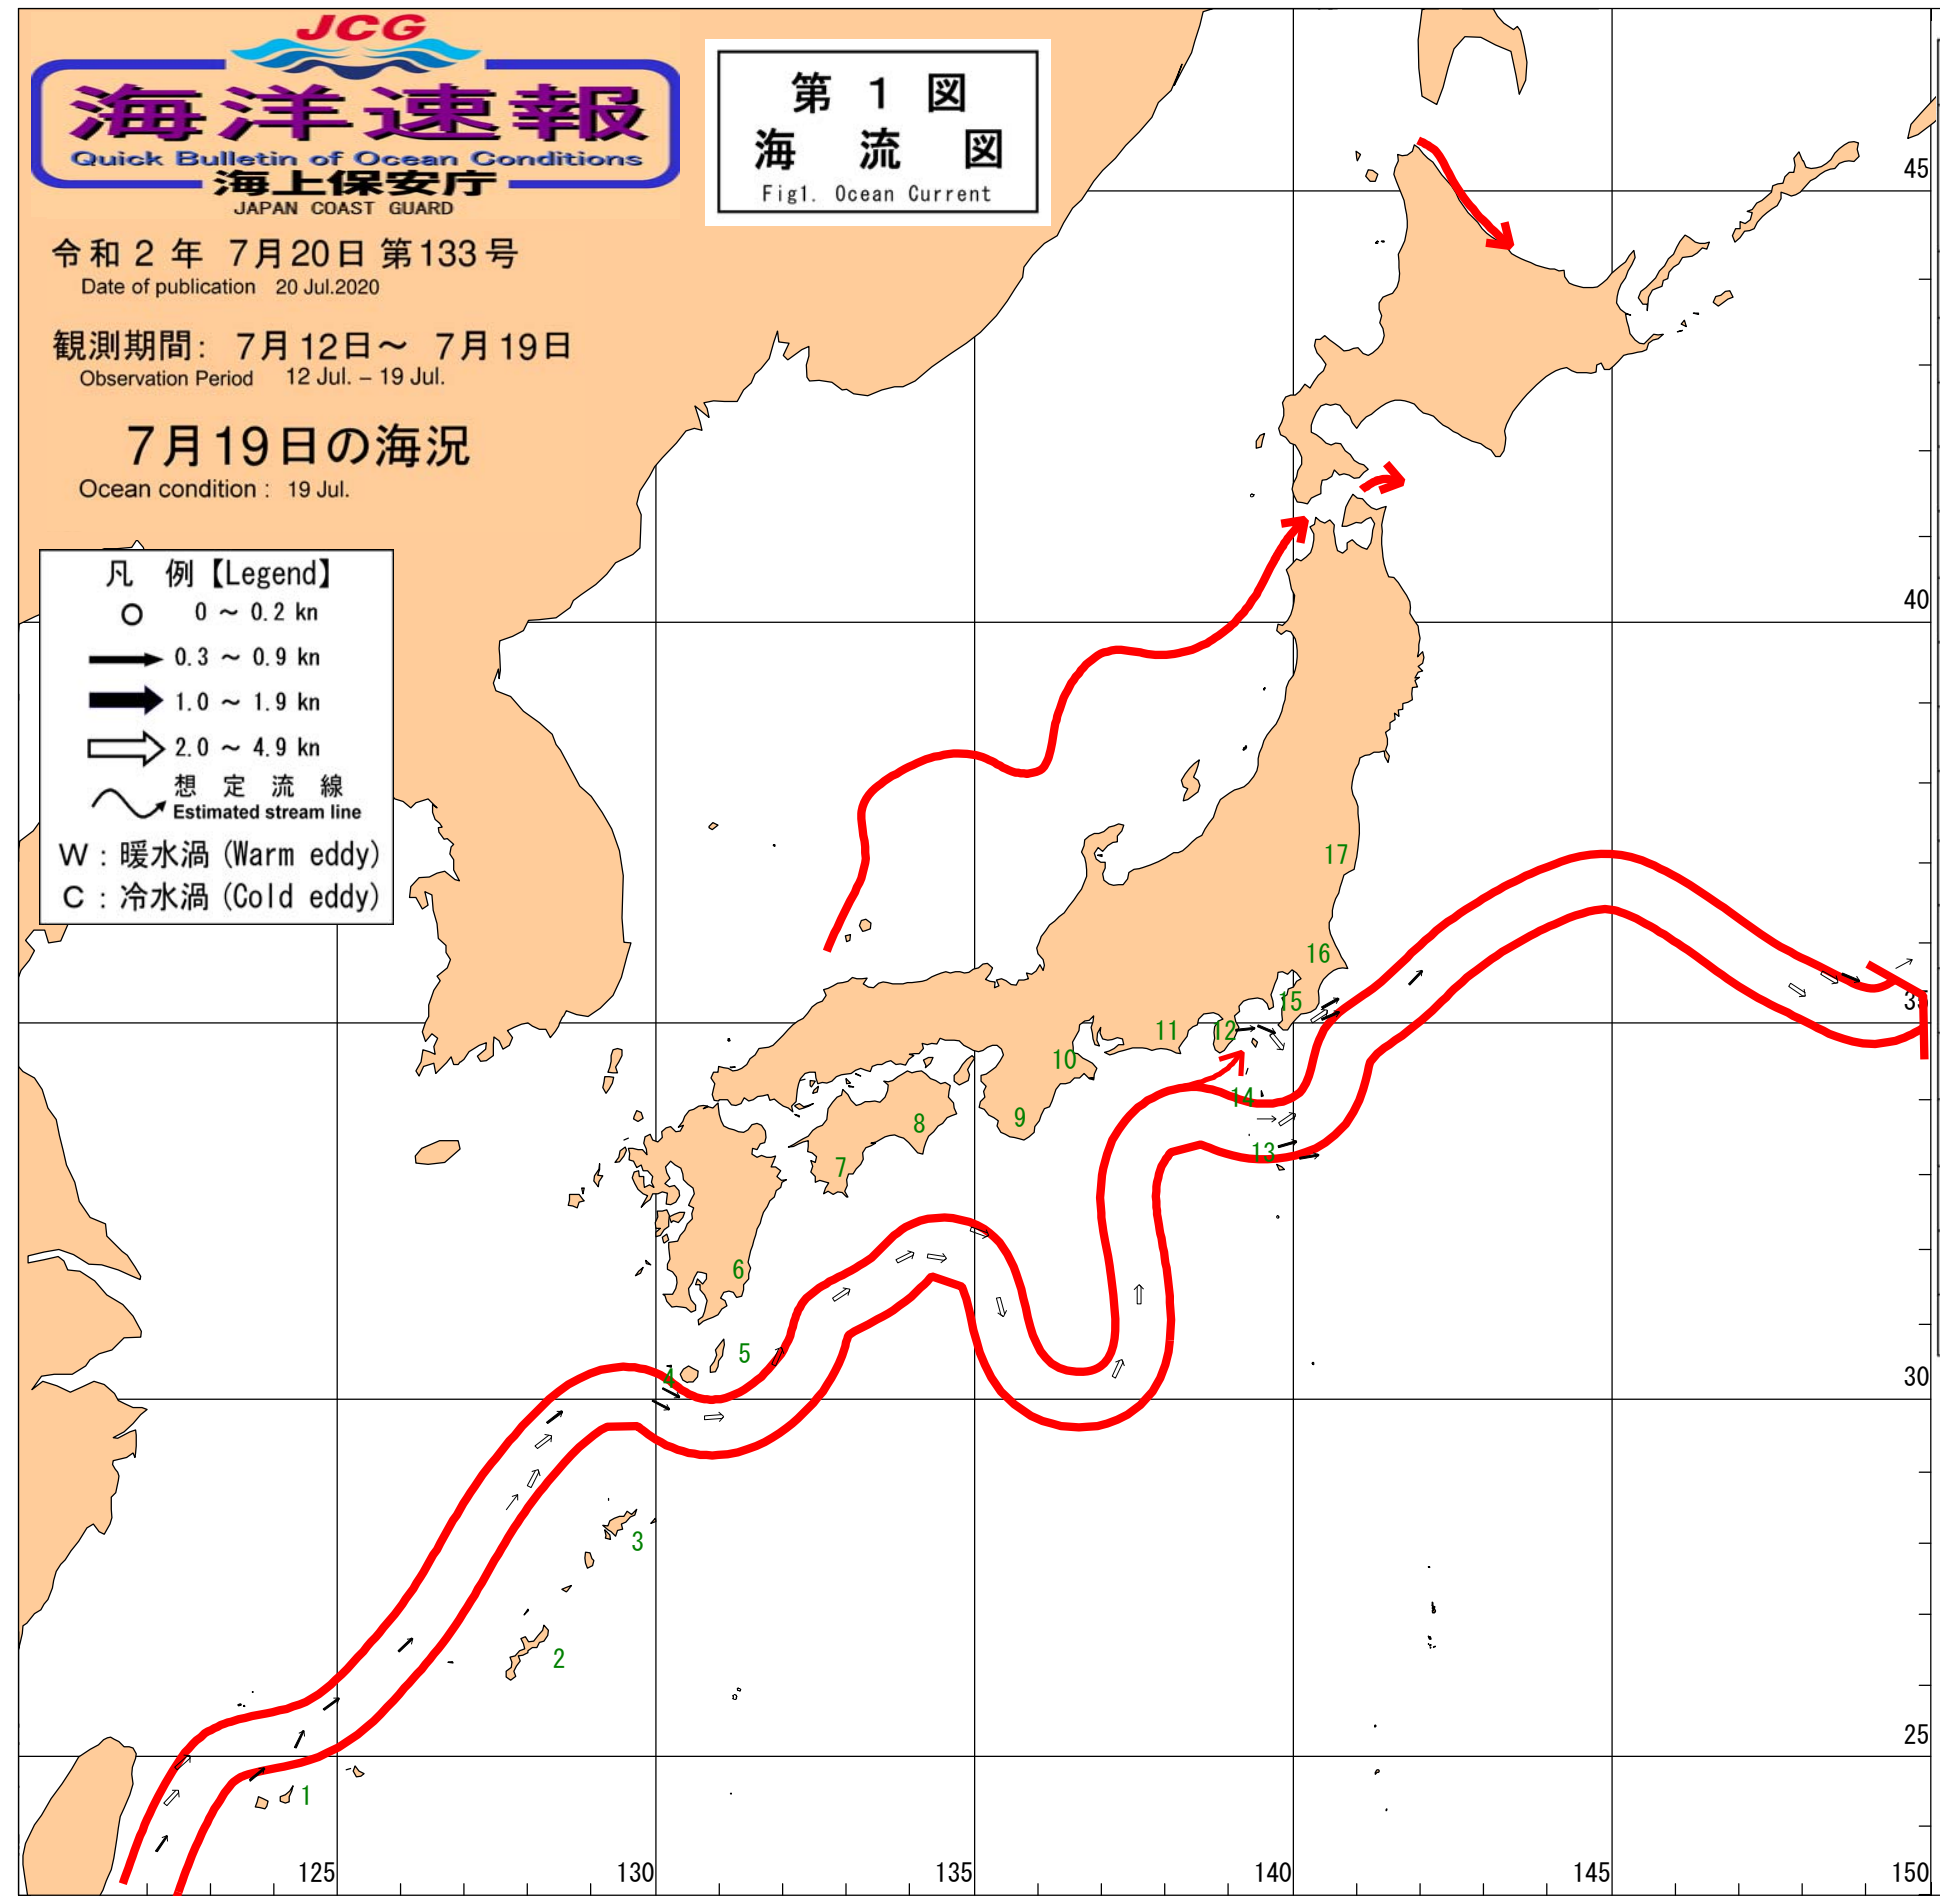 JCG
海洋速報
Quick Bulletin of Ocean Conditions
海上保安庁
JAPAN COAST GUARD
第 1 図
海 流 図
Fig1. Ocean Current
令和 2 年 7月20日 第133号
Date of publication 20 Jul.2020
観測期間: 7月12日～ 7月19日
Observation Period 12 Jul. – 19 Jul.
7月19日の海況
Ocean condition : 19 Jul.
凡 例【Legend】
0 ～ 0.2 kn
0.3 ～ 0.9 kn
1.0 ～ 1.9 kn
2.0 ～ 4.9 kn
想 定 流 線
Estimated stream line
W : 暖水渦 (Warm eddy)
C : 冷水渦 (Cold eddy)
45
40
35
30
25
17
16
15
14
13
12
11
10
9
8
7
6
5
4
3
2
1
125
130
135
140
145
150